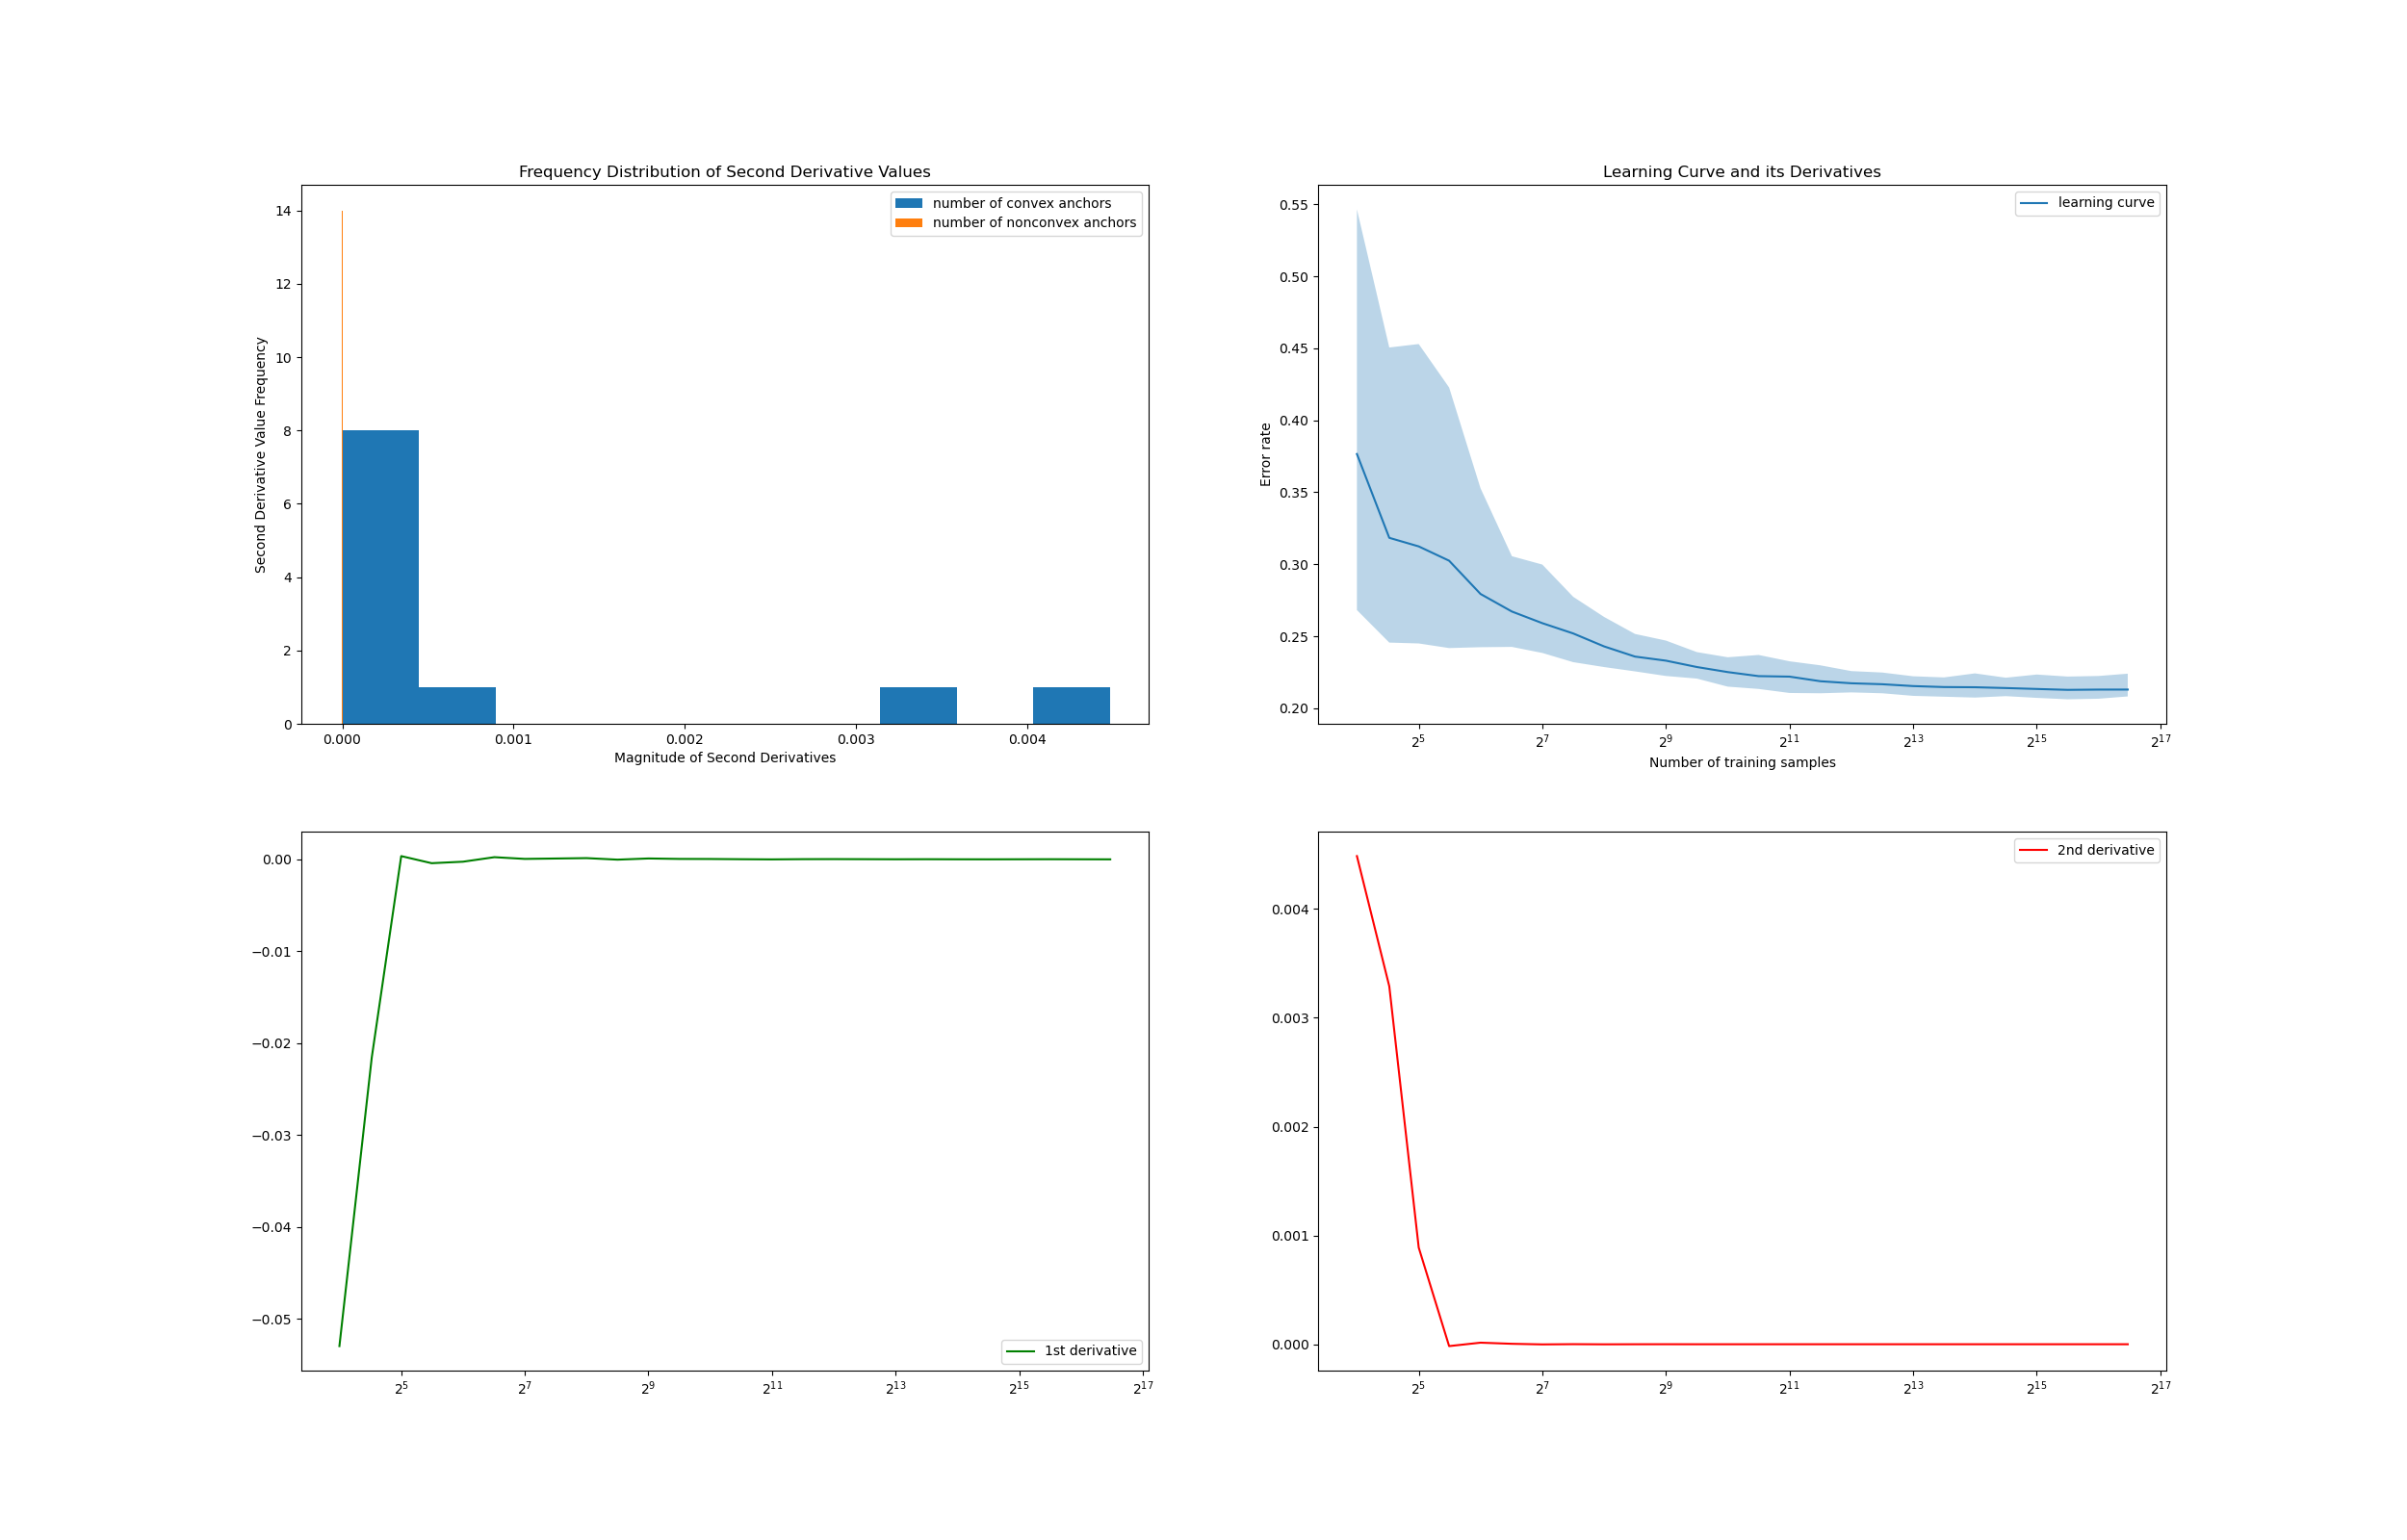 Frequency Distribution of Second Derivative Values
number of convex anchors
number of nonconvex anchors
14
12
10
8
6
4
2
0
Second Derivative Value Frequency
0.000 0.001 0.002 0.003 0.004
Magnitude of Second Derivatives
Learning Curve and its Derivatives
learning curve
0.55
0.50
0.45
0.40
0.35
0.30
0.25
0.20
Error rate
2^5 2^7 2^9 2^11 2^13 2^15 2^17
Number of training samples
0.00
−0.01
−0.02
−0.03
−0.04
−0.05
1st derivative
2^5 2^7 2^9 2^11 2^13 2^15 2^17
2nd derivative
0.004
0.003
0.002
0.001
0.000
2^5 2^7 2^9 2^11 2^13 2^15 2^17